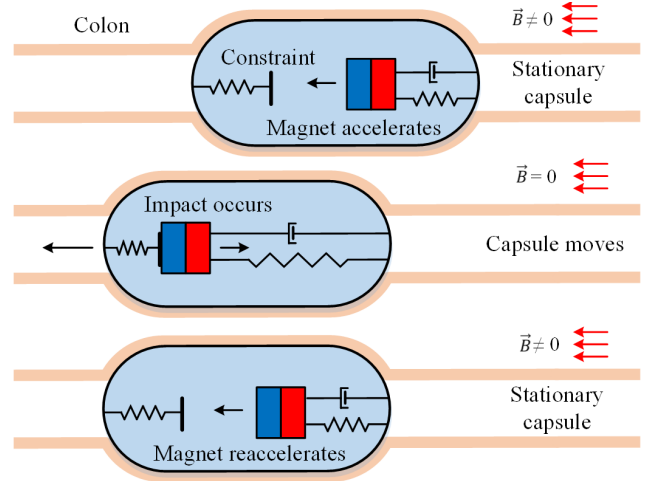 Colon
B⃗ ≠ 0
Constraint
Stationary
capsule
Magnet accelerates
B⃗ = 0
Impact occurs
Capsule moves
B⃗ ≠ 0
Stationary
capsule
Magnet reaccelerates